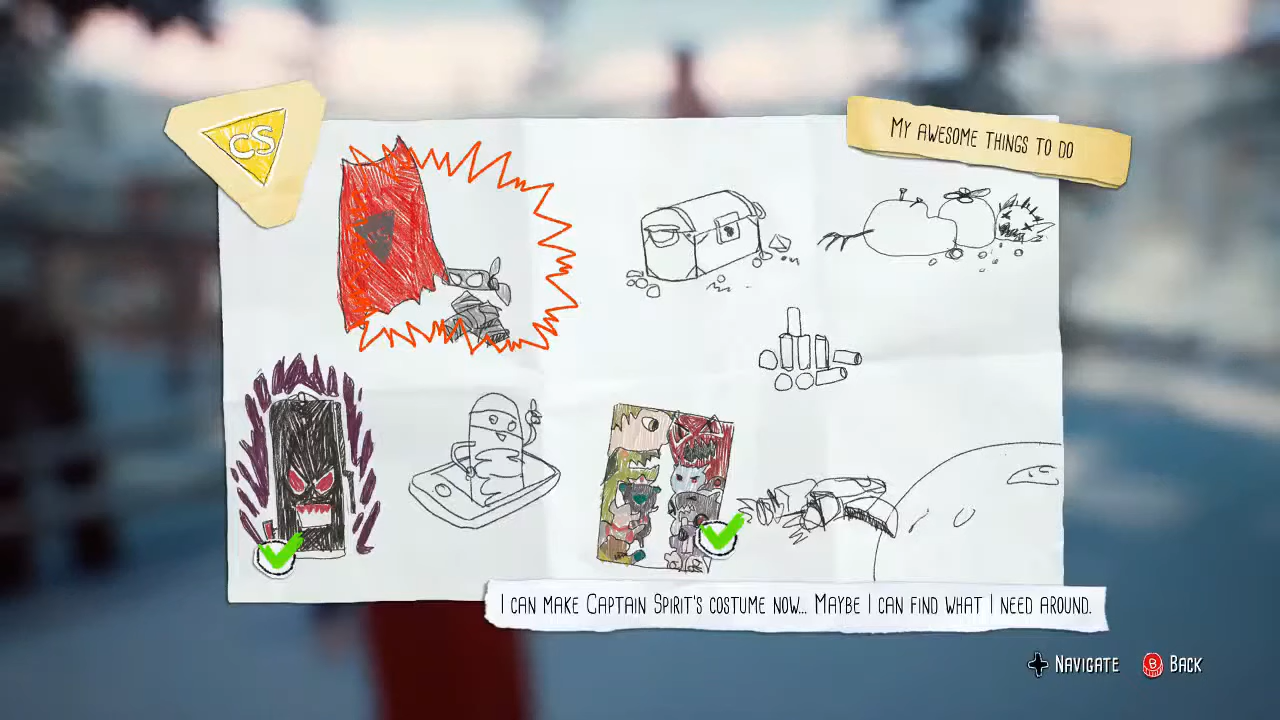 CS
MY AWESOME THINGS TO DO
I CAN MAKE CAPTAIN SPIRIT'S COSTUME NOW... MAYBE I CAN FIND WHAT I NEED AROUND.
NAVIGATE B BACK